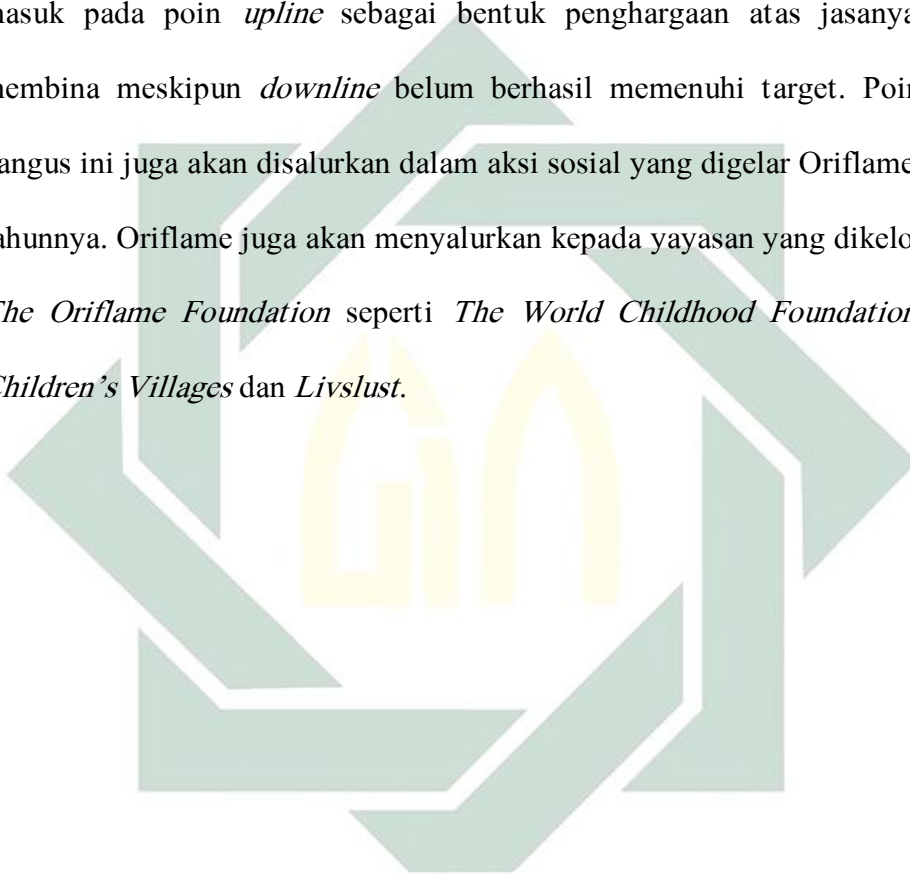 masuk pada poin upline sebagai bentuk penghargaan atas jasanya
membina meskipun downline belum berhasil memenuhi target. Poin
angus ini juga akan disalurkan dalam aksi sosial yang digelar Oriflame
ahunnya. Oriflame juga akan menyalurkan kepada yayasan yang dikelo
The Oriflame Foundation seperti The World Childhood Foundation
Children’s Villages dan Livslust.